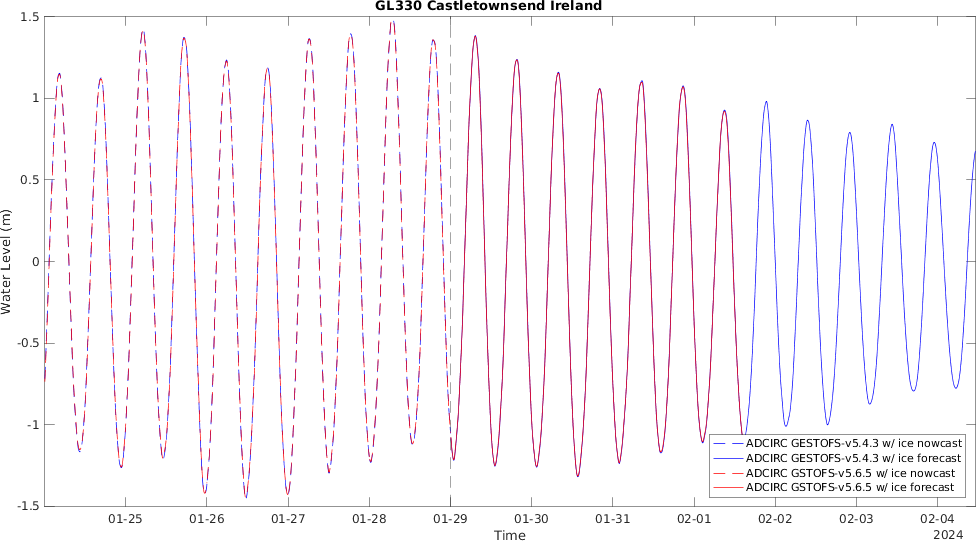 GL330 Castletownsend Ireland
1.5
1
0.5
0
-0.5
-1
-1.5
Water Level (m)
ADCIRC GESTOFS-v5.4.3 w/ ice nowcast
ADCIRC GESTOFS-v5.4.3 w/ ice forecast
ADCIRC GSTOFS-v5.6.5 w/ ice nowcast
ADCIRC GSTOFS-v5.6.5 w/ ice forecast
01-25 01-26 01-27 01-28 01-29 01-30 01-31 02-01 02-02 02-03 02-04
Time
2024